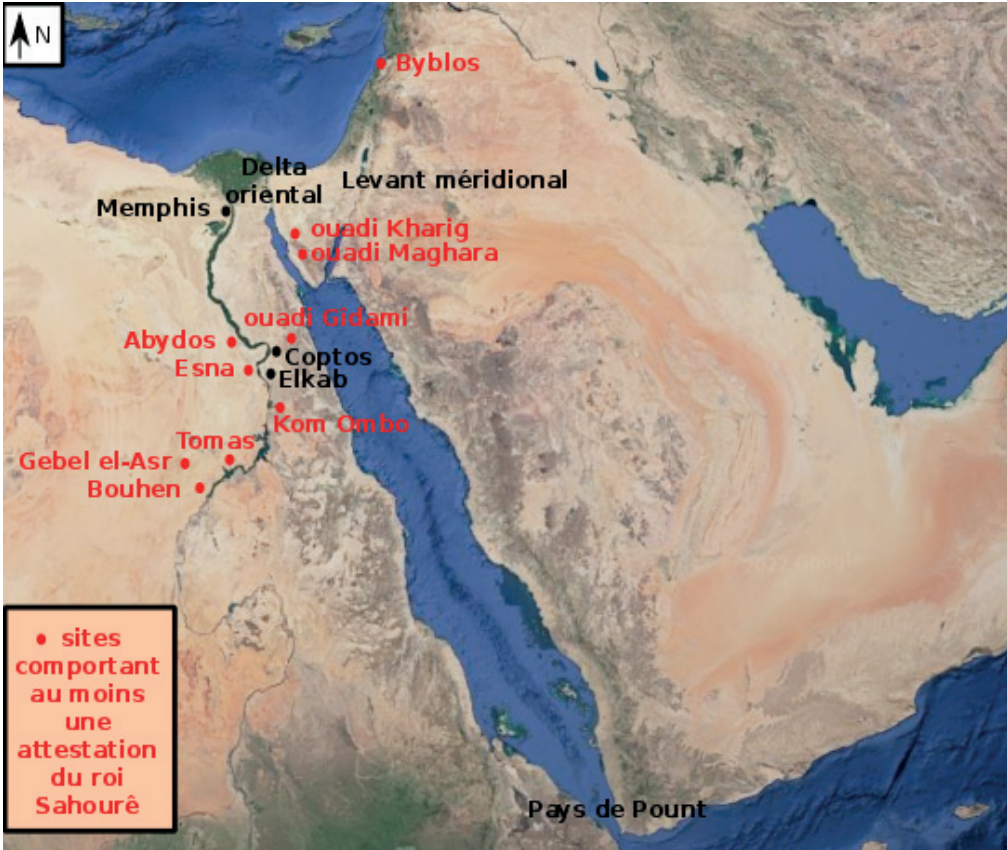 N
Byblos
Delta
oriental
Levant méridional
Memphis
ouadi Kharig
ouadi Maghara
ouadi Gidami
Abydos
Coptos
Esna
Elkab
Kom Ombo
Tomas
Gebel el-Asr
Bouhen
sites
comportant
au moins
une
attestation
du roi
Sahourê
Pays de Pount